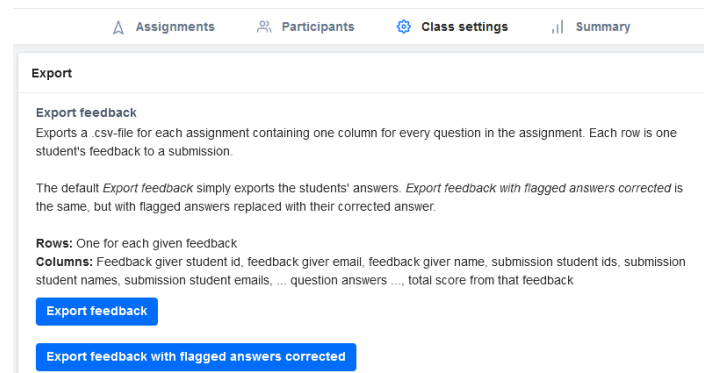 Assignments Participants Class settings Summary
Export
Export feedback
Exports a .csv-file for each assignment containing one column for every question in the assignment. Each row is one
student's feedback to a submission.
The default Export feedback simply exports the students' answers. Export feedback with flagged answers corrected is
the same, but with flagged answers replaced with their corrected answer.
Rows: One for each given feedback
Columns: Feedback giver student id, feedback giver email, feedback giver name, submission student ids, submission
student names, submission student emails, ... question answers ..., total score from that feedback
Export feedback
Export feedback with flagged answers corrected